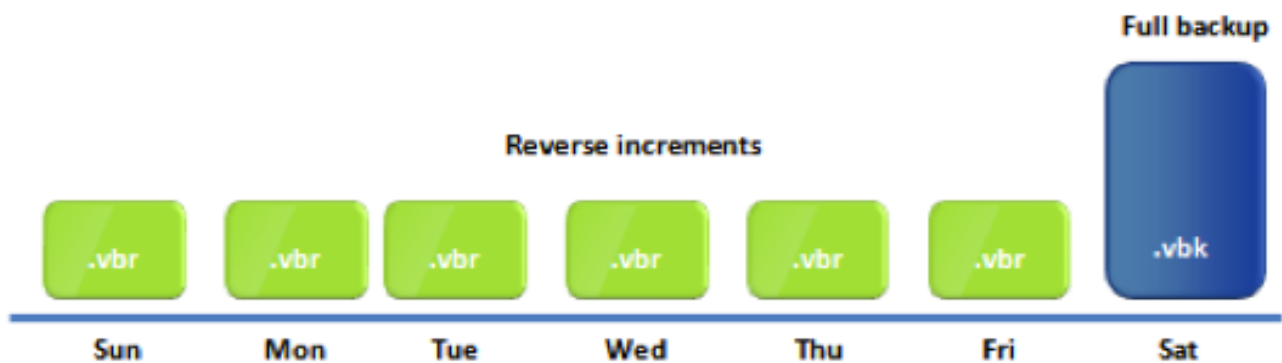 Full backup
Reverse increments
.vbr .vbr .vbr .vbr .vbr .vbr .vbk
Sun Mon Tue Wed Thu Fri Sat